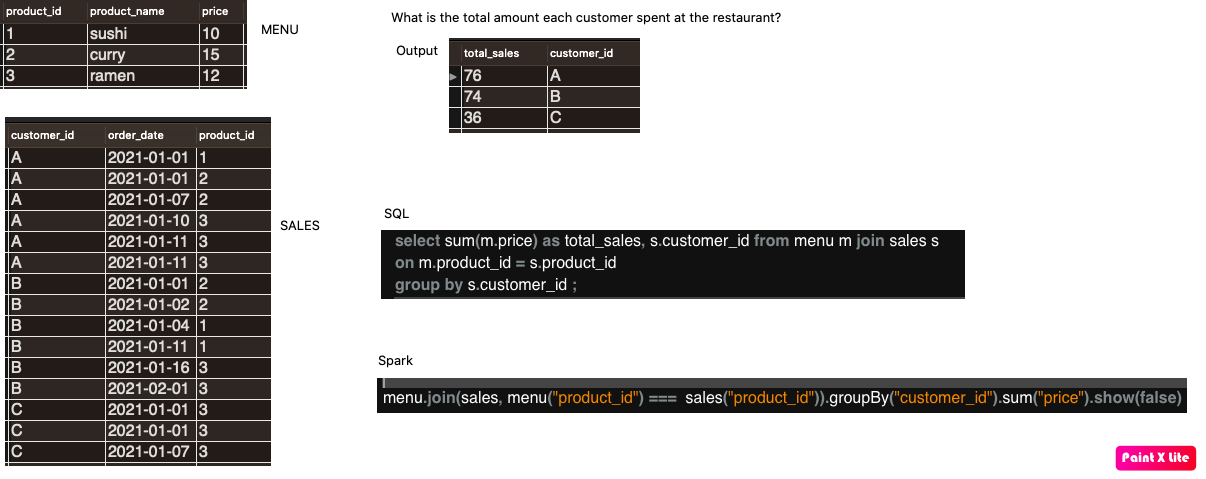 product_id product_name price
1 sushi 10
2 curry 15
3 ramen 12
MENU
customer_id order_date product_id
A 2021-01-01 1
A 2021-01-01 2
A 2021-01-07 2
A 2021-01-10 3
A 2021-01-11 3
A 2021-01-11 3
B 2021-01-01 2
B 2021-01-02 2
B 2021-01-04 1
B 2021-01-11 1
B 2021-01-16 3
B 2021-02-01 3
C 2021-01-01 3
C 2021-01-01 3
C 2021-01-07 3
SALES
What is the total amount each customer spent at the restaurant?
Output
total_sales customer_id
76 A
74 B
36 C
SQL
select sum(m.price) as total_sales, s.customer_id from menu m join sales s
on m.product_id = s.product_id
group by s.customer_id ;
Spark
menu.join(sales, menu("product_id") === sales("product_id")).groupBy("customer_id").sum("price").show(false)
Paint X Lite